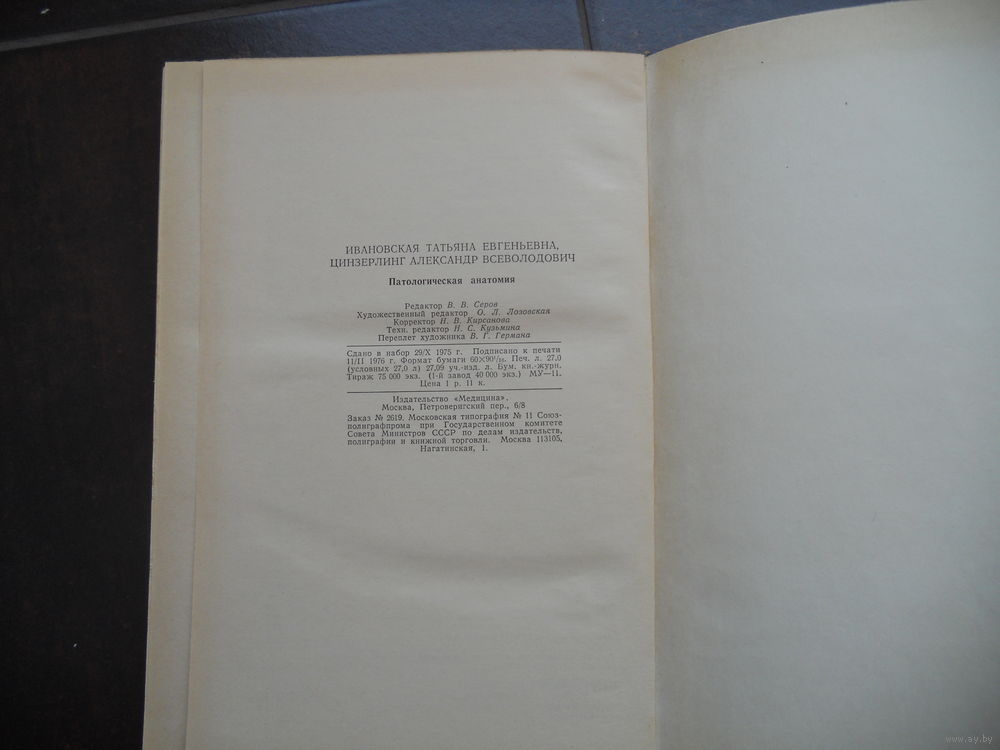 ИВАНОВСКАЯ ТАТЬЯНА ЕВГЕНЬЕВНА,
ЦИНЗЕРЛИНГ АЛЕКСАНДР ВСЕВОЛОДОВИЧ
Патологическая анатомия
Редактор В. В. Серов
Художественный редактор О. Л. Лозовская
Корректор Н. В. Кирсанова
Техн. редактор Н. С. Кузьмина
Переплет художника В. Г. Германа
Сдано в набор 29/X 1975 г. Подписано к печати
11/II 1976 г. Формат бумаги 60×90¹/₁₆. Печ. л. 27,0
(условных 27,0 л) 27,09 уч.-изд. л. Бум. кн.-журн.
Тираж 75 000 экз. (1-й завод 40 000 экз.) МУ—11.
Цена 1 р. 11 к.
Издательство «Медицина».
Москва, Петроверигский пер., 6/8
Заказ № 2619. Московская типография № 11 Союз-
полиграфпрома при Государственном комитете
Совета Министров СССР по делам издательств,
полиграфии и книжной торговли. Москва 113105,
Нагатинская, 1.
www.ay.by